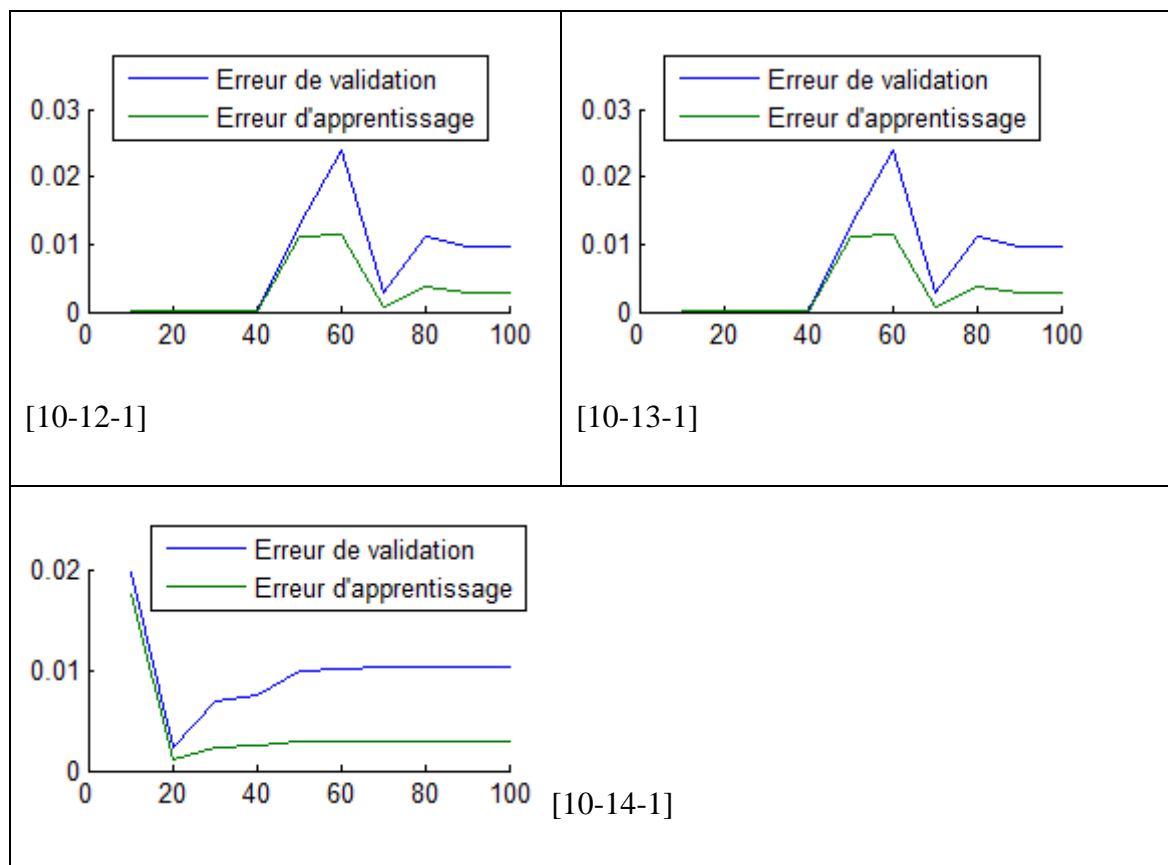 Erreur de validation
Erreur d'apprentissage
0.03
0.02
0.01
0
0 20 40 60 80 100
[10-12-1]
Erreur de validation
Erreur d'apprentissage
0.03
0.02
0.01
0
0 20 40 60 80 100
[10-13-1]
Erreur de validation
Erreur d'apprentissage
0.02
0.01
0
0 20 40 60 80 100
[10-14-1]